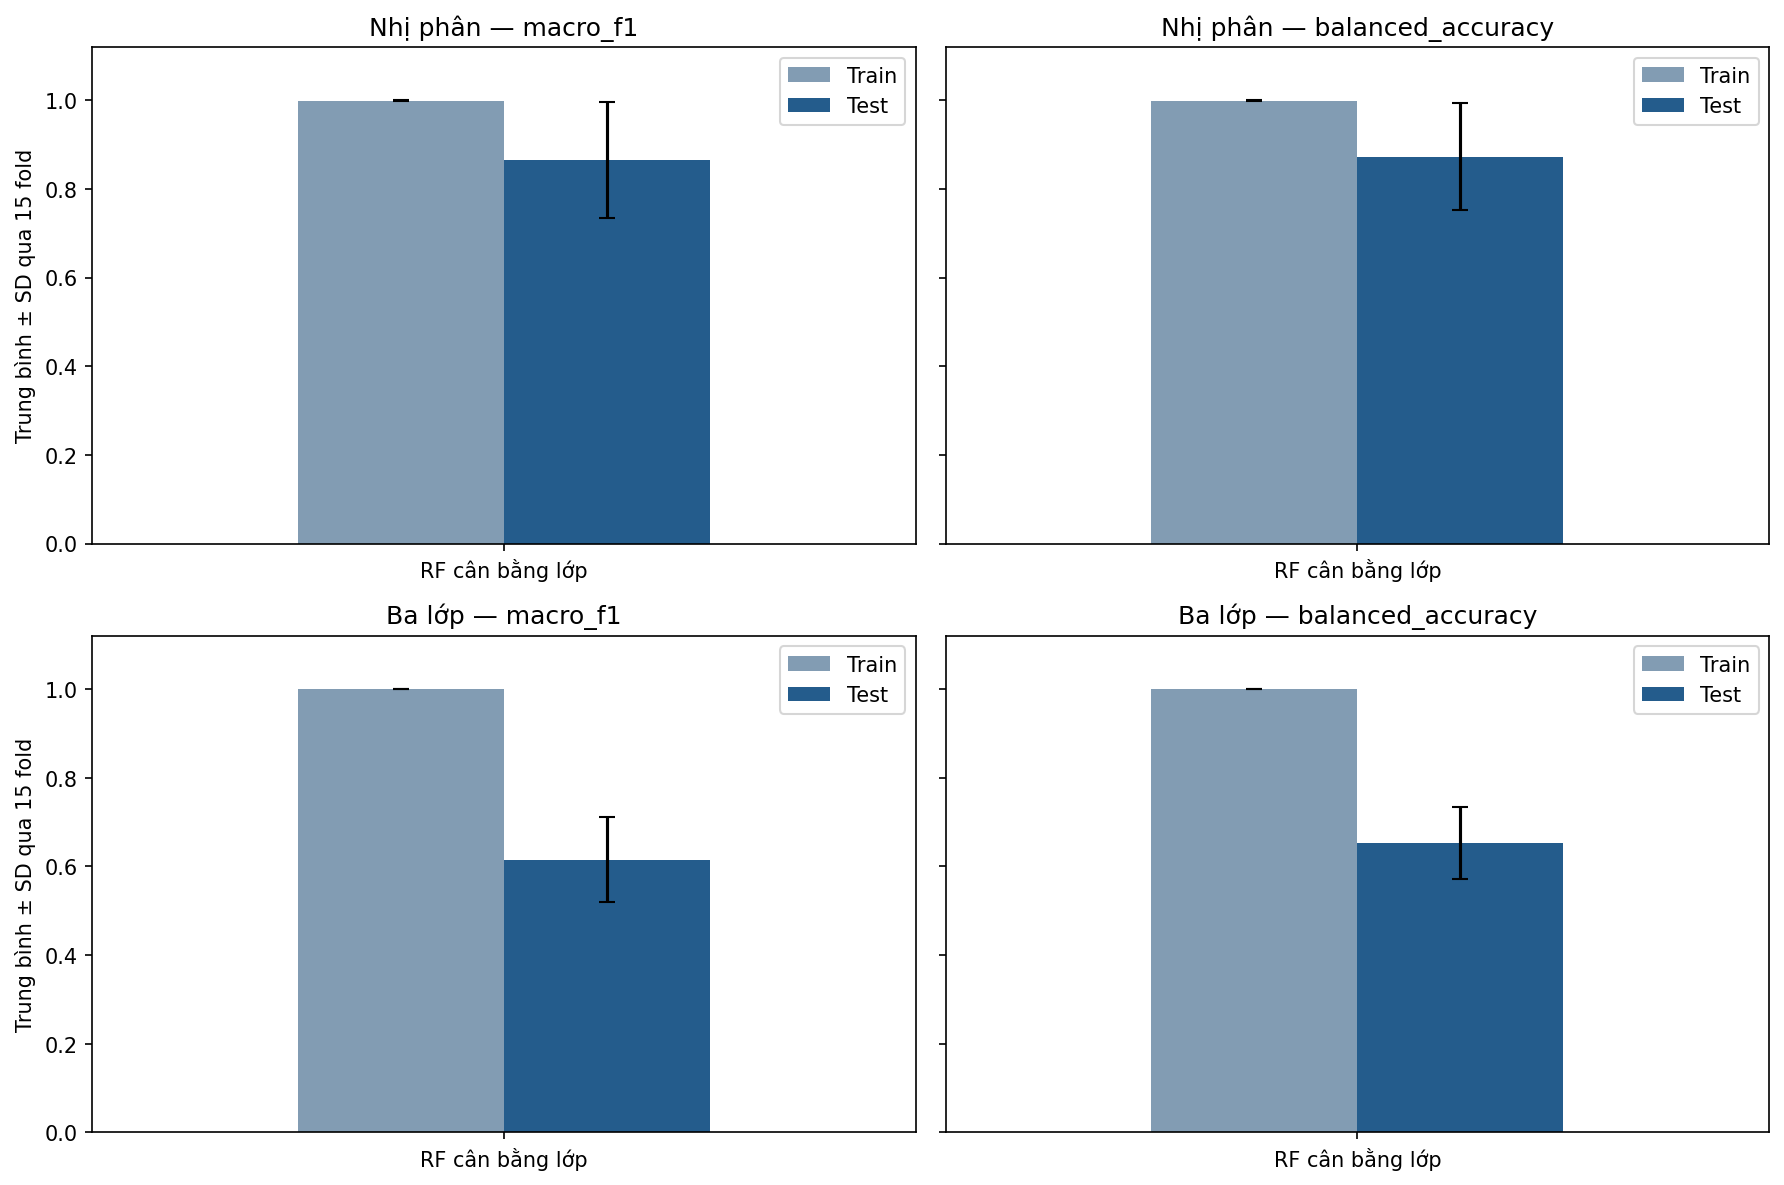 Nhị phân — macro_f1
Train
Test
Trung bình ± SD qua 15 fold
1.0
0.8
0.6
0.4
0.2
0.0
RF cân bằng lớp
Nhị phân — balanced_accuracy
Train
Test
RF cân bằng lớp
Ba lớp — macro_f1
Train
Test
Trung bình ± SD qua 15 fold
1.0
0.8
0.6
0.4
0.2
0.0
RF cân bằng lớp
Ba lớp — balanced_accuracy
Train
Test
RF cân bằng lớp